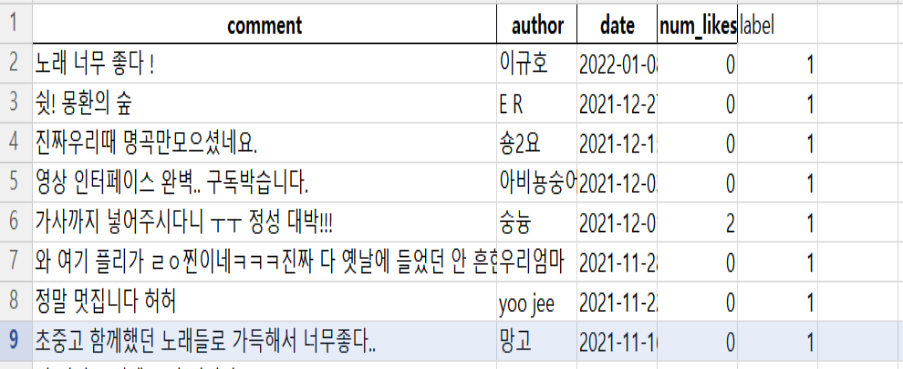 1 comment author date num_likes label
2 노래 너무 좋다 ! 이규호 2022-01-0 0 1
3 쉿! 몽환의 숲 E R 2021-12-2 0 1
4 진짜우리때 명곡만모으셨네요. 숑2요 2021-12-1 0 1
5 영상 인터페이스 완벽.. 구독박습니다. 2021-12-0 0 1
6 가사까지 넣어주시다니 ㅜㅜ 정성 대박!!! 숭늉 2021-12-0 2 1
7 와 여기 플리가 ㄹㅇ찐이네ㅋㅋㅋ진짜 다 옛날에 들었던 안 우리엄마 2021-11-2 0 1
8 정말 멋집니다 허허 yoo jee 2021-11-2 0 1
9 초중고 함께했던 노래들로 가득해서 너무좋다.. 망고 2021-11-1 0 1